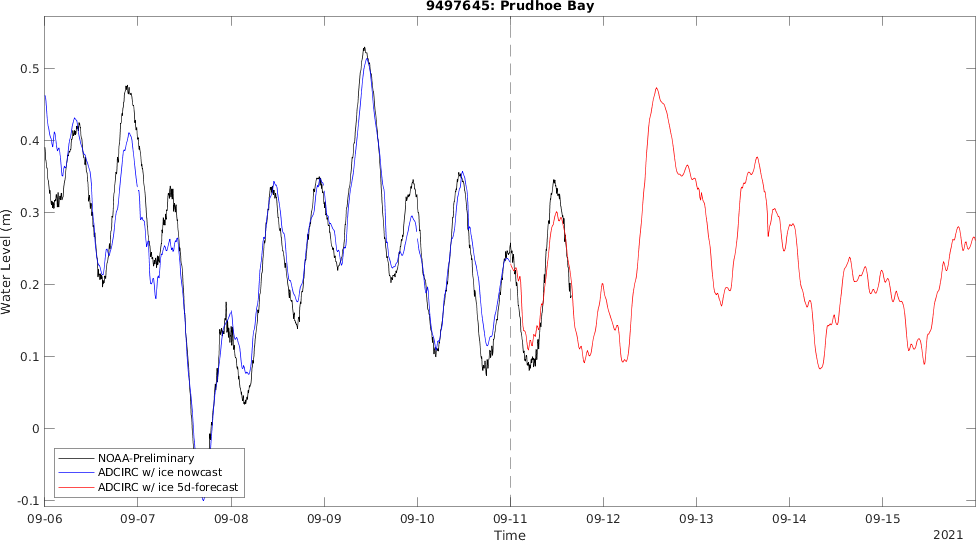 9497645: Prudhoe Bay
Water Level (m)
0.5
0.4
0.3
0.2
0.1
0
-0.1
NOAA-Preliminary
ADCIRC w/ ice nowcast
ADCIRC w/ ice 5d-forecast
09-06 09-07 09-08 09-09 09-10 09-11 09-12 09-13 09-14 09-15
Time
2021